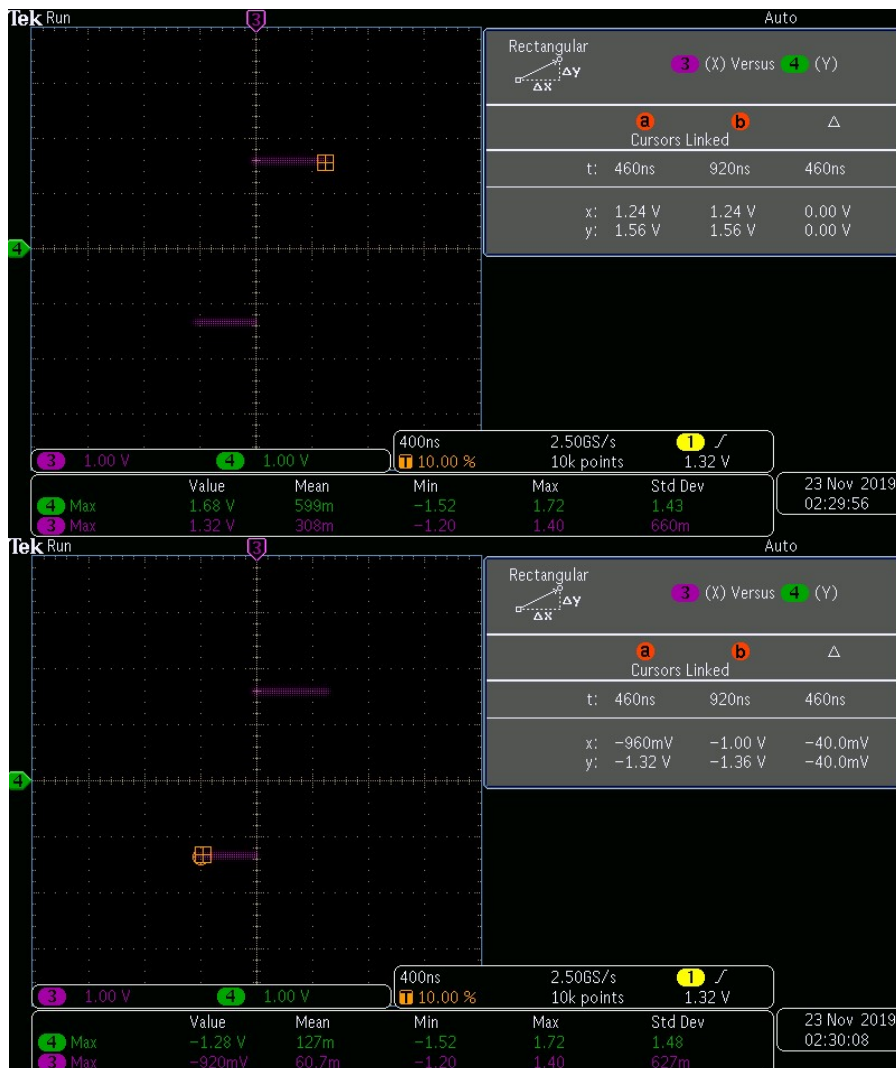 Tek Run 3 Auto
Rectangular
3 (X) Versus 4 (Y)
Δy
Δx
a b Δ
Cursors Linked
t: 460ns 920ns 460ns
x: 1.24 V 1.24 V 0.00 V
y: 1.56 V 1.56 V 0.00 V
4
3 1.00 V 4 1.00 V
400ns 2.50GS/s 1
T 10.00 % 10k points 1.32 V
Value Mean Min Max Std Dev
4 Max 1.68 V 599m −1.52 1.72 1.43
3 Max 1.32 V 308m −1.20 1.40 660m
23 Nov 2019
02:29:56
Tek Run 3 Auto
Rectangular
3 (X) Versus 4 (Y)
Δy
Δx
a b Δ
Cursors Linked
t: 460ns 920ns 460ns
x: −960mV −1.00 V −40.0mV
y: −1.32 V −1.36 V −40.0mV
4
3 1.00 V 4 1.00 V
400ns 2.50GS/s 1
T 10.00 % 10k points 1.32 V
Value Mean Min Max Std Dev
4 Max −1.28 V 127m −1.52 1.72 1.48
3 Max −920mV 60.7m −1.20 1.40 627m
23 Nov 2019
02:30:08